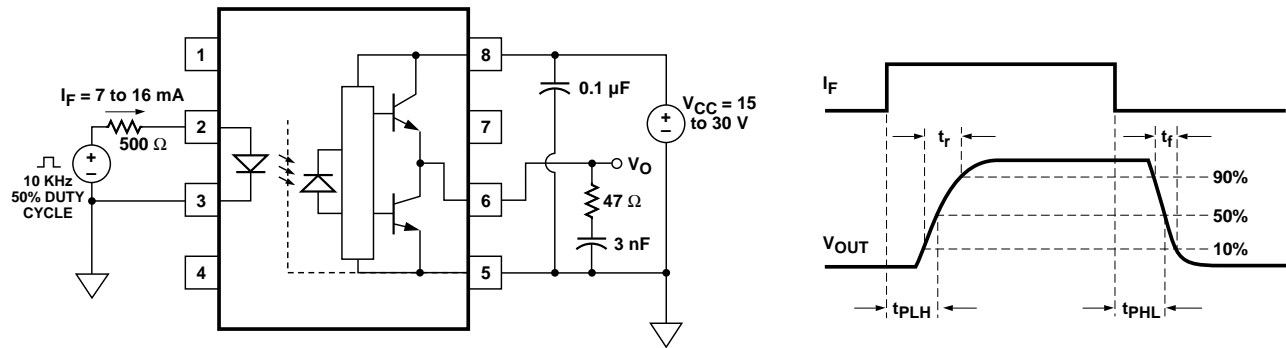 1
I_F = 7 to 16 mA
2
500 Ω
+
–
10 KHz
50% DUTY
CYCLE
3
4
8
0.1 µF
V_CC = 15
to 30 V
+
–
7
V_O
6
47 Ω
3 nF
5
I_F
t_r
t_f
90%
50%
V_OUT
10%
t_PLH
t_PHL